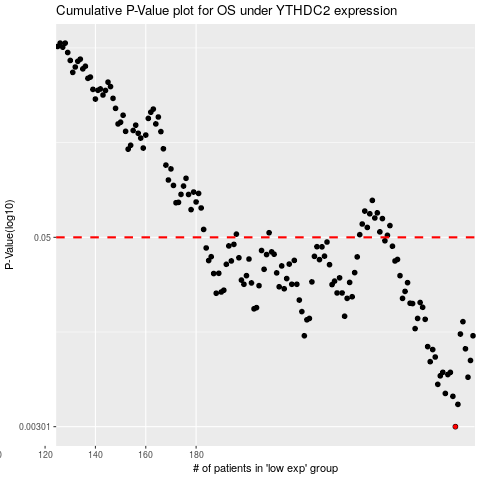 Cumulative P-Value plot for OS under YTHDC2 expression
P-Value(log10)
0.05
0.00301
0 120 140 160 180
# of patients in 'low exp' group